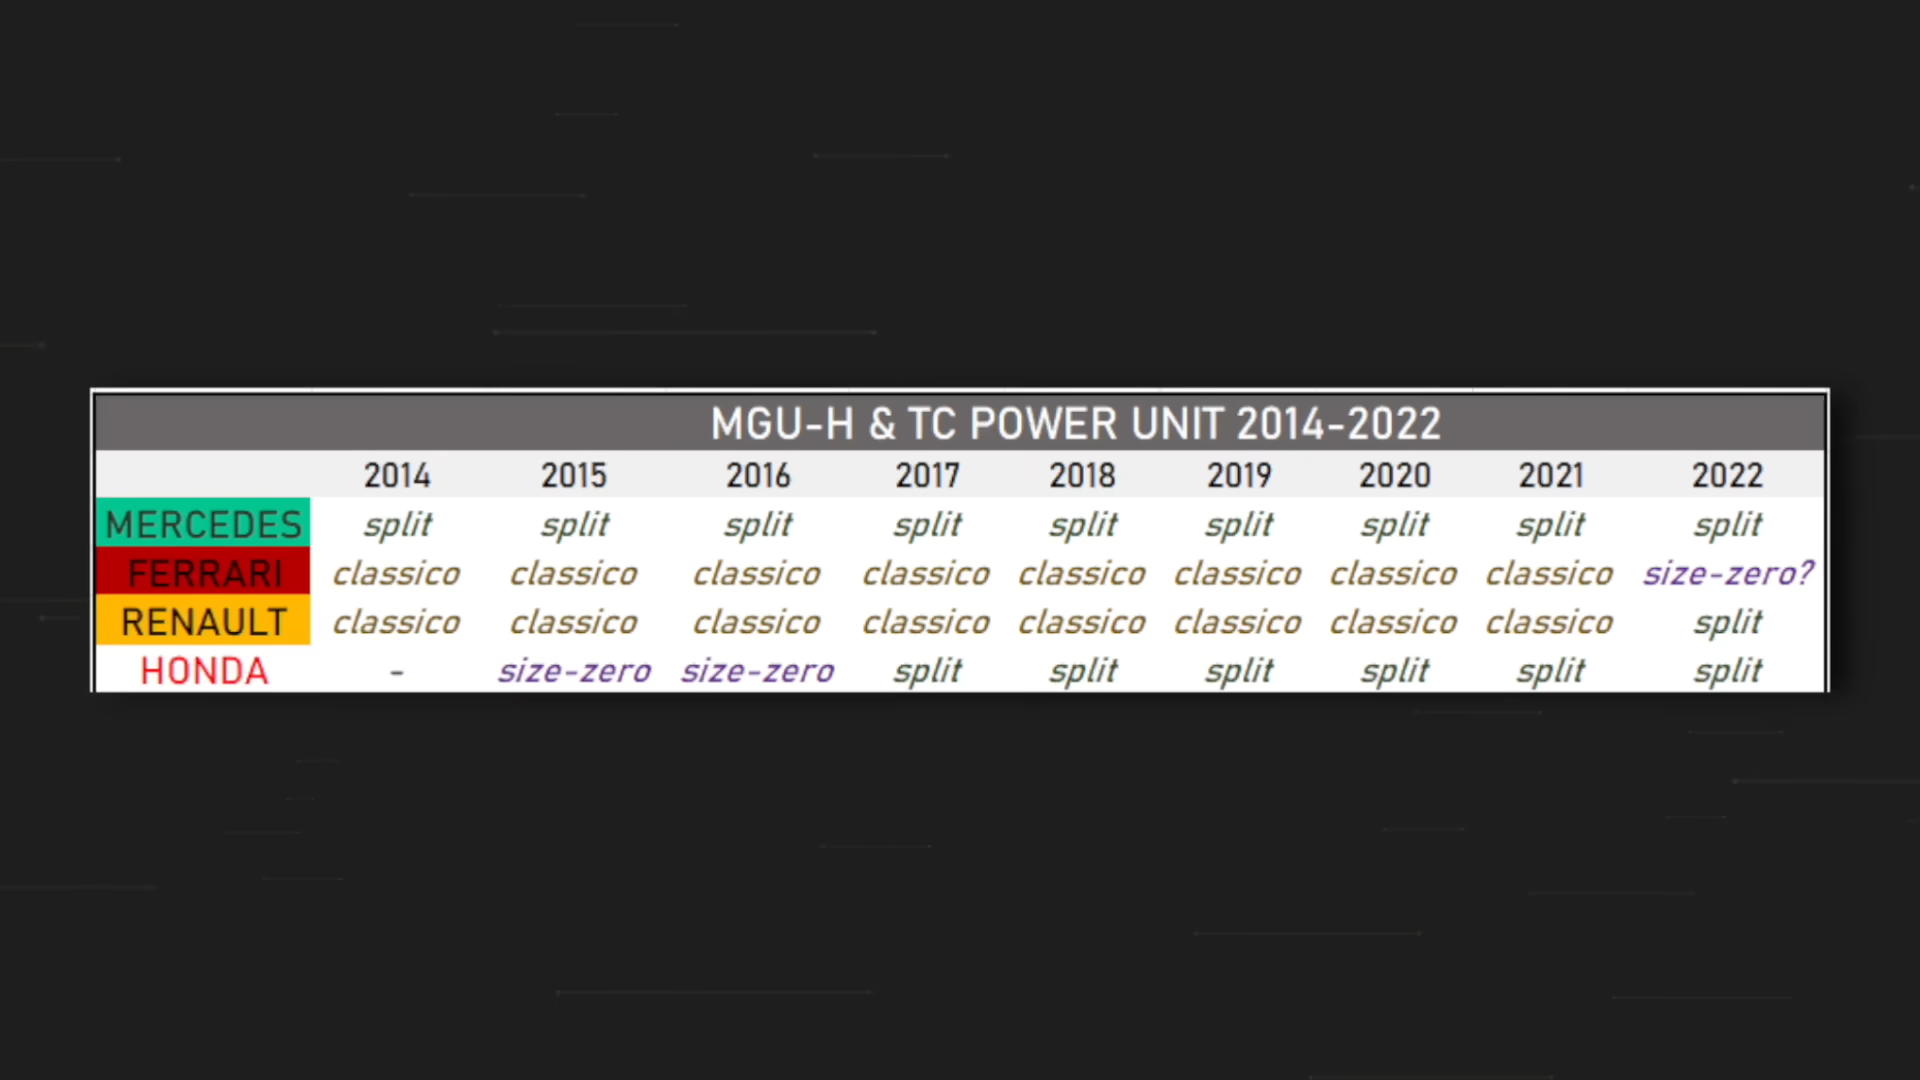 MGU-H & TC POWER UNIT 2014-2022
2014 2015 2016 2017 2018 2019 2020 2021 2022
MERCEDES split split split split split split split split split
FERRARI classico classico classico classico classico classico classico classico size-zero?
RENAULT classico classico classico classico classico classico classico classico split
HONDA - size-zero size-zero split split split split split split